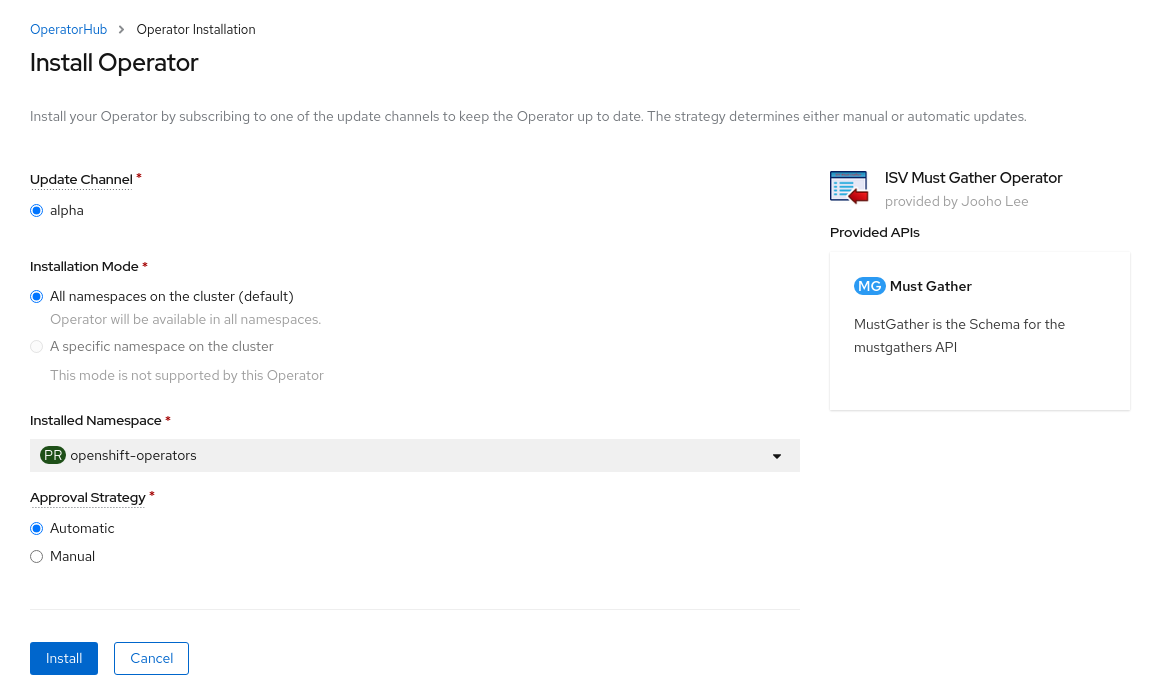 OperatorHub > Operator Installation
Install Operator
Install your Operator by subscribing to one of the update channels to keep the Operator up to date. The strategy determines either manual or automatic updates.
Update Channel *
alpha
Installation Mode *
All namespaces on the cluster (default)
Operator will be available in all namespaces.
A specific namespace on the cluster
This mode is not supported by this Operator
Installed Namespace *
PR openshift-operators
Approval Strategy *
Automatic
Manual
Install Cancel
ISV Must Gather Operator
provided by Jooho Lee
Provided APIs
MG Must Gather
MustGather is the Schema for the
mustgathers API